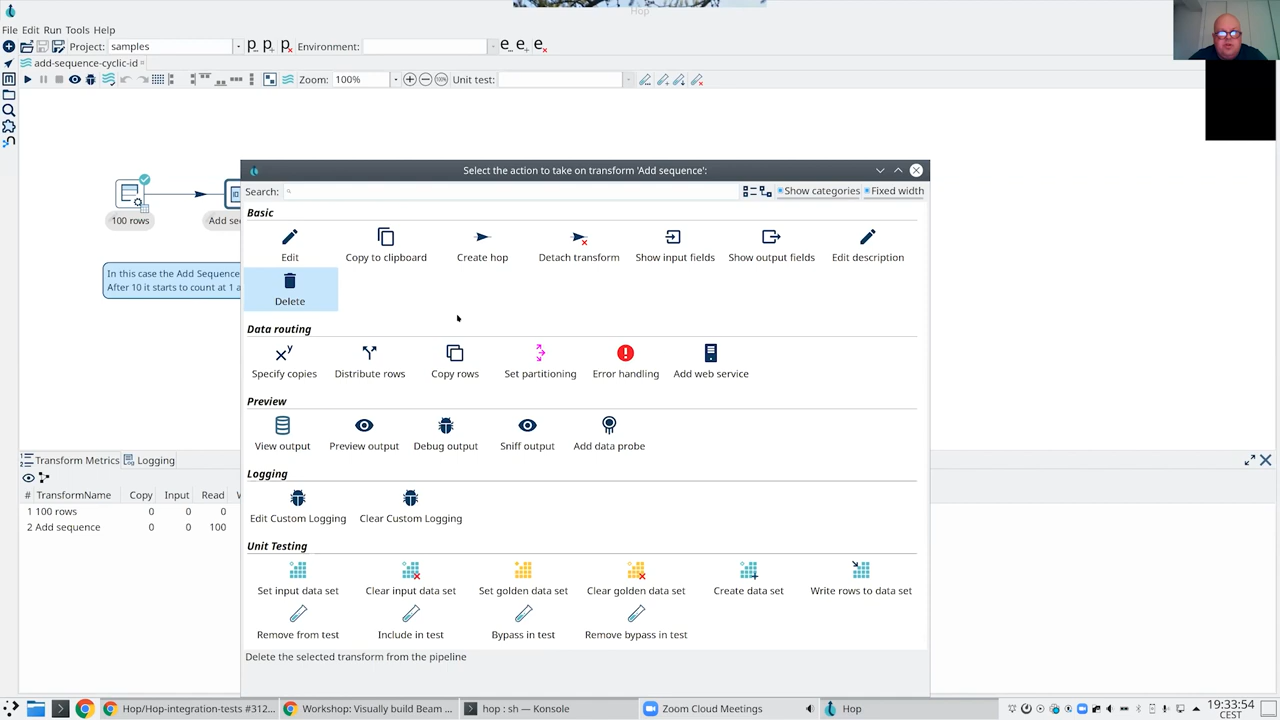 Hop
File Edit Run Tools Help
Project: samples Environment:
add-sequence-cyclic-id
Zoom: 100% Unit test:
Select the action to take on transform 'Add sequence':
Search: Show categories Fixed width
Basic
Edit Copy to clipboard Create hop Detach transform Show input fields Show output fields Edit description
Delete
100 rows Add se
In this case the Add Sequence
After 10 it starts to count at 1 a
Data routing
Specify copies Distribute rows Copy rows Set partitioning Error handling Add web service
Preview
View output Preview output Debug output Sniff output Add data probe
Logging
Edit Custom Logging Clear Custom Logging
Unit Testing
Set input data set Clear input data set Set golden data set Clear golden data set Create data set Write rows to data set
Remove from test Include in test Bypass in test Remove bypass in test
Delete the selected transform from the pipeline
Transform Metrics Logging
# TransformName Copy Input Read
1 100 rows 0 0 0
2 Add sequence 0 0 100
Hop/Hop-integration-tests #312... Workshop: Visually build Beam ... hop : sh — Konsole Zoom Cloud Meetings Hop 19:33:54
CEST